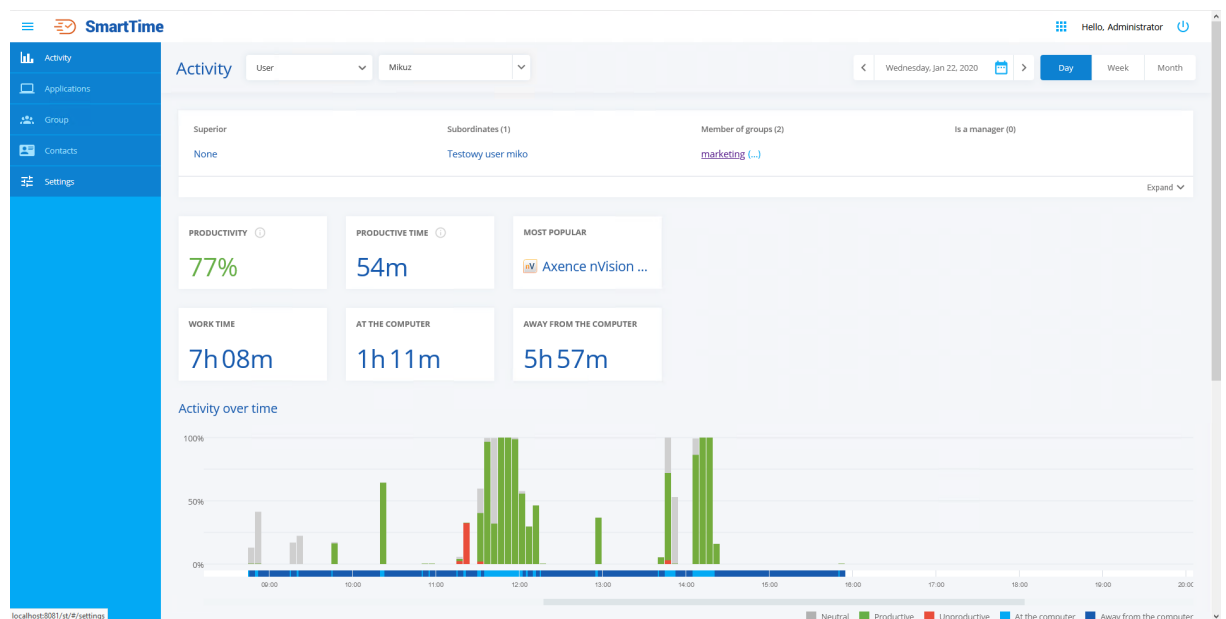 SmartTime
Hello, Administrator
Activity
Applications
Group
Contacts
Settings
Activity
User
Mikuz
Wednesday, Jan 22, 2020
Day
Week
Month
Superior
Subordinates (1)
Member of groups (2)
Is a manager (0)
None
Testowy user miko
marketing (...)
Expand
PRODUCTIVITY
PRODUCTIVE TIME
MOST POPULAR
77%
54m
nV Axence nVision ...
WORK TIME
AT THE COMPUTER
AWAY FROM THE COMPUTER
7h 08m
1h 11m
5h 57m
Activity over time
100%
50%
0%
09:00 10:00 11:00 12:00 13:00 14:00 15:00 16:00 17:00 18:00 19:00 20:00
Neutral Productive Unproductive At the computer Away from the computer
localhost:8081/st/#/settings